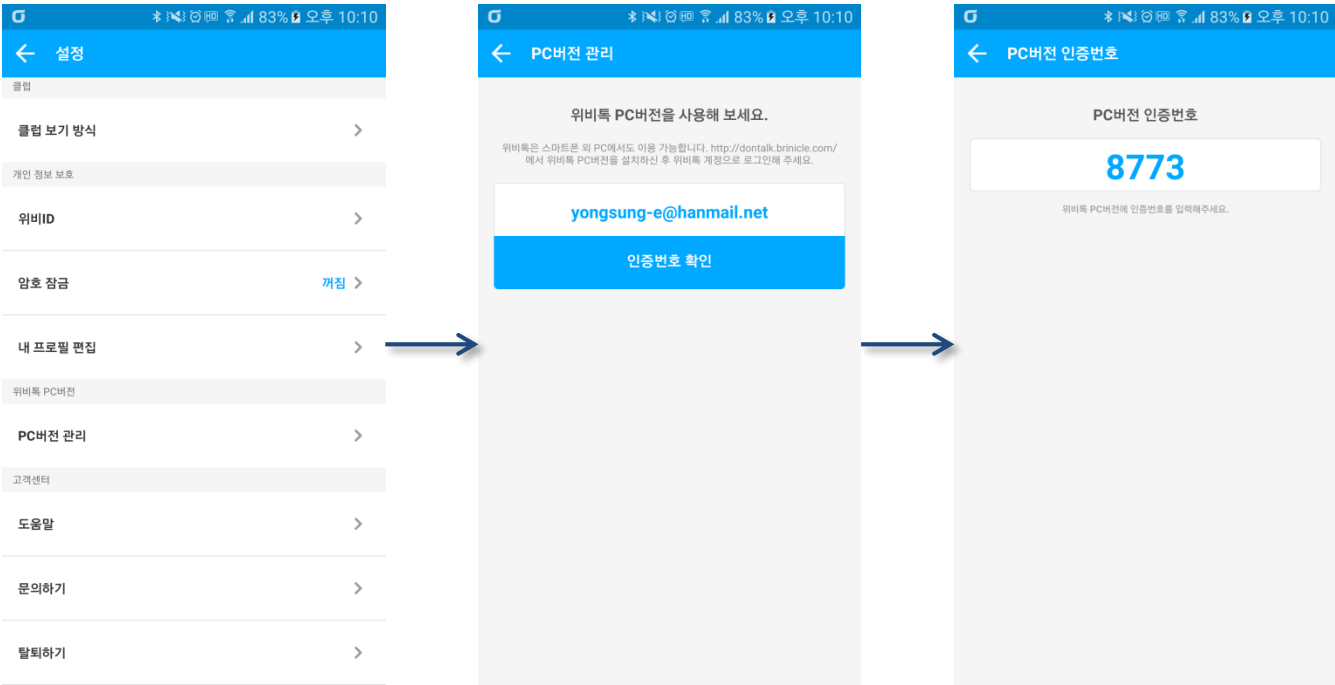 83% 오후 10:10
설정
클럽
클럽 보기 방식
개인 정보 보호
위비ID
암호 잠금 꺼짐
내 프로필 편집
위비톡 PC버전
PC버전 관리
고객센터
도움말
문의하기
탈퇴하기
83% 오후 10:10
PC버전 관리
위비톡 PC버전을 사용해 보세요.
위비톡은 스마트폰 외 PC에서도 이용 가능합니다. http://dontalk.brinicle.com/
에서 위비톡 PC버전을 설치하신 후 위비톡 계정으로 로그인해 주세요.
yongsung-e@hanmail.net
인증번호 확인
83% 오후 10:10
PC버전 인증번호
PC버전 인증번호
8773
위비톡 PC버전에 인증번호를 입력해주세요.